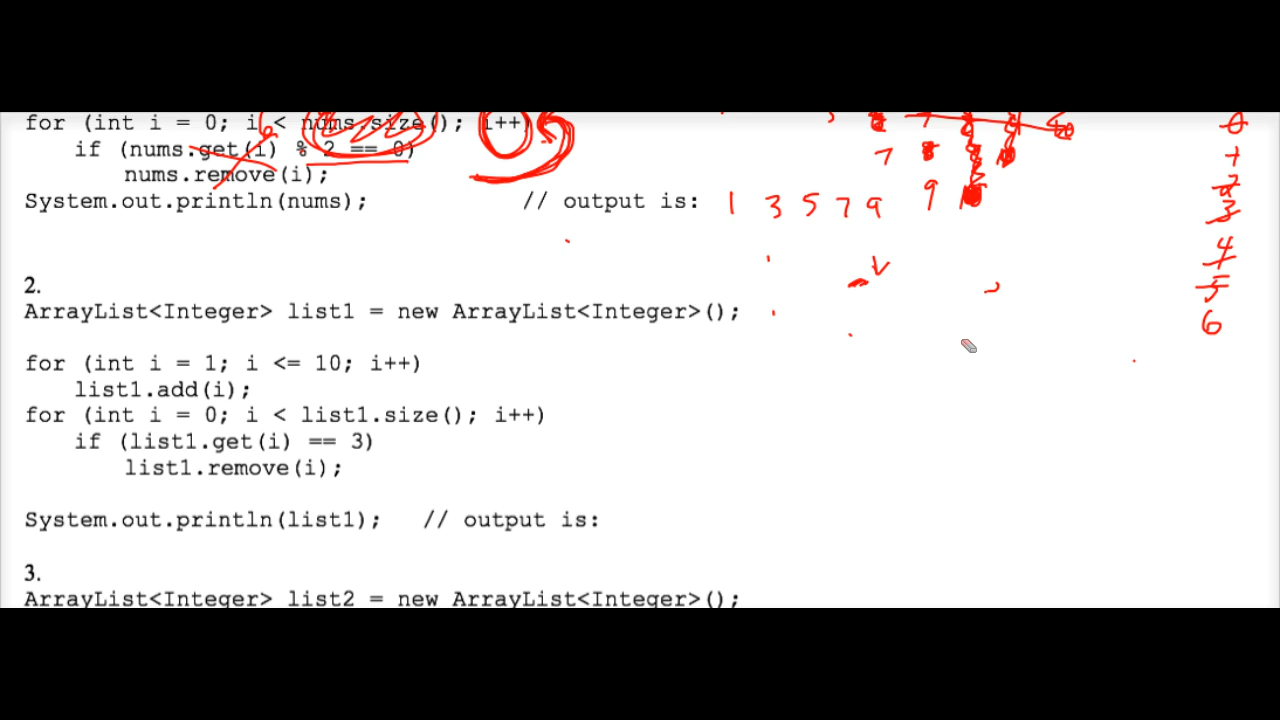 for (int i = 0; i < nums.size(); i++)
if (nums.get(i) % 2 == 0)
nums.remove(i);
System.out.println(nums); // output is: 1 3 5 7 9
2.
ArrayList<Integer> list1 = new ArrayList<Integer>();
6
for (int i = 1; i <= 10; i++)
list1.add(i);
for (int i = 0; i < list1.size(); i++)
if (list1.get(i) == 3)
list1.remove(i);
System.out.println(list1); // output is:
3.
ArrayList<Integer> list2 = new ArrayList<Integer>();